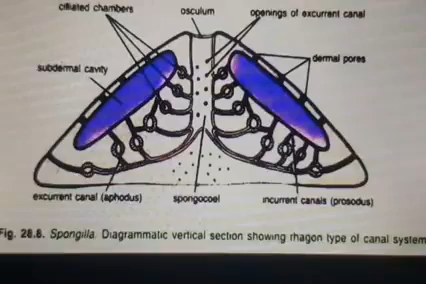 ciliated chambers
osculum
openings of excurrent canal
dermal pores
subdermal cavity
excurrent canal (aphodus)
spongocoel
incurrent canals (prosodus)
Fig. 28.8. Spongilla. Diagrammatic vertical section showing rhagon type of canal system